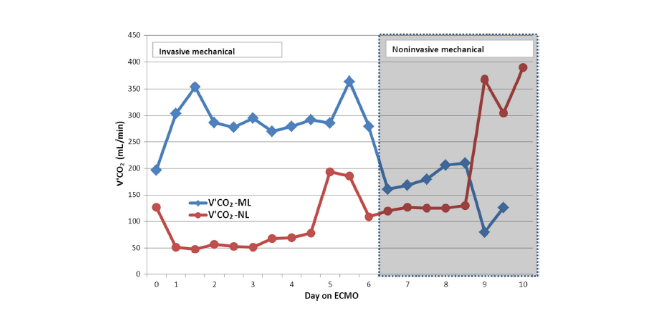 450
400
350
300
250
200
150
100
50
0
V'CO₂ (mL/min)
Invasive mechanical
Noninvasive mechanical
V'CO₂ -ML
V'CO₂ -NL
0 1 2 3 4 5 6 7 8 9 10
Day on ECMO